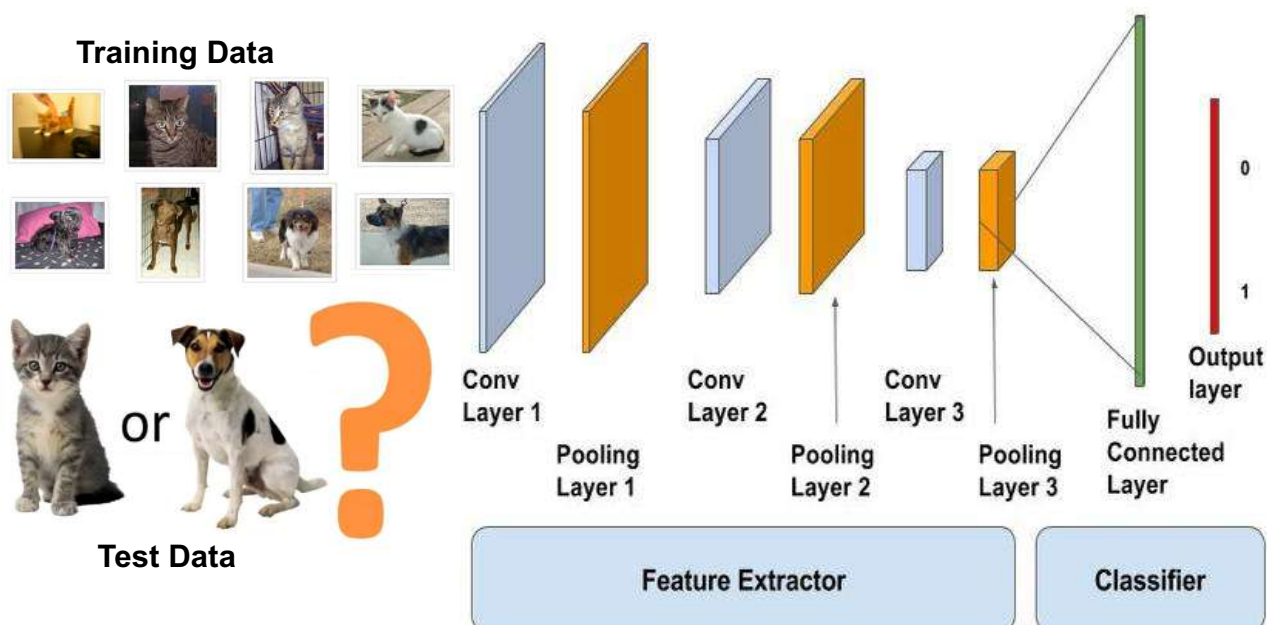 Training Data
or
?
Test Data
Conv
Layer 1
Pooling
Layer 1
Conv
Layer 2
Pooling
Layer 2
Conv
Layer 3
Pooling
Layer 3
Fully
Connected
Layer
0
1
Output
layer
Feature Extractor
Classifier